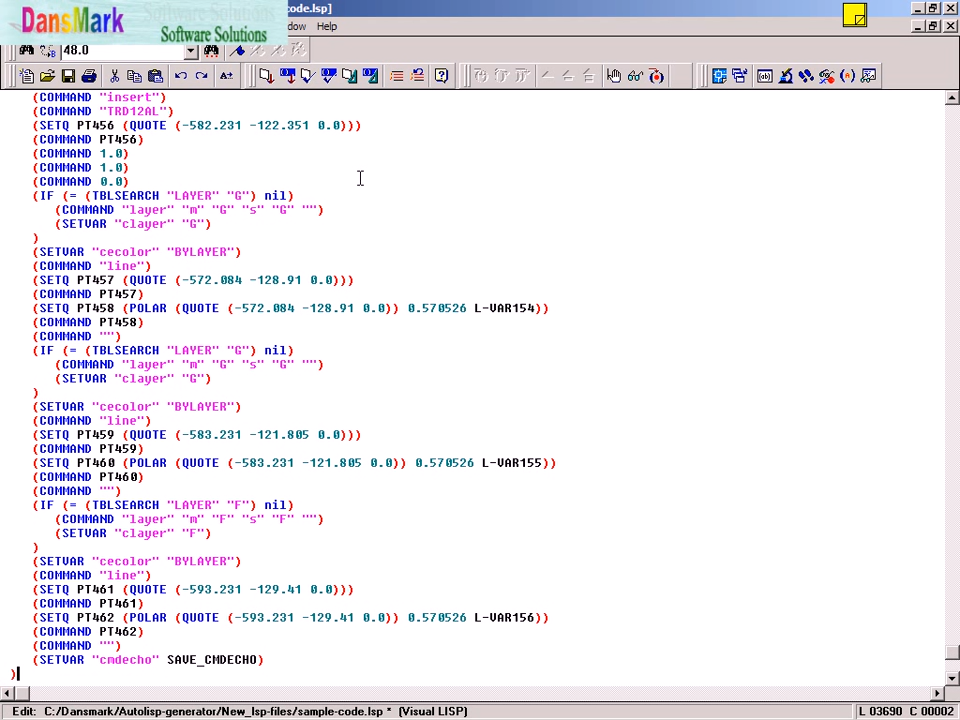 DansMark
Software Solutions
Software Solutions
code.lsp]
dow Help
48.0
(COMMAND "insert")
(COMMAND "TRD12AL")
(SETQ PT456 (QUOTE (-582.231 -122.351 0.0)))
(COMMAND PT456)
(COMMAND 1.0)
(COMMAND 1.0)
(COMMAND 0.0)
(IF (= (TBLSEARCH "LAYER" "G") nil)
(COMMAND "layer" "m" "G" "s" "G" "")
(SETVAR "clayer" "G")
)
(SETVAR "cecolor" "BYLAYER")
(COMMAND "line")
(SETQ PT457 (QUOTE (-572.084 -128.91 0.0)))
(COMMAND PT457)
(SETQ PT458 (POLAR (QUOTE (-572.084 -128.91 0.0)) 0.570526 L-VAR154))
(COMMAND PT458)
(COMMAND "")
(IF (= (TBLSEARCH "LAYER" "G") nil)
(COMMAND "layer" "m" "G" "s" "G" "")
(SETVAR "clayer" "G")
)
(SETVAR "cecolor" "BYLAYER")
(COMMAND "line")
(SETQ PT459 (QUOTE (-583.231 -121.805 0.0)))
(COMMAND PT459)
(SETQ PT460 (POLAR (QUOTE (-583.231 -121.805 0.0)) 0.570526 L-VAR155))
(COMMAND PT460)
(COMMAND "")
(IF (= (TBLSEARCH "LAYER" "F") nil)
(COMMAND "layer" "m" "F" "s" "F" "")
(SETVAR "clayer" "F")
)
(SETVAR "cecolor" "BYLAYER")
(COMMAND "line")
(SETQ PT461 (QUOTE (-593.231 -129.41 0.0)))
(COMMAND PT461)
(SETQ PT462 (POLAR (QUOTE (-593.231 -129.41 0.0)) 0.570526 L-VAR156))
(COMMAND PT462)
(COMMAND "")
(SETVAR "cmdecho" SAVE_CMDECHO)
)
Edit: C:/Dansmark/Autolisp-generator/New_lsp-files/sample-code.lsp * (Visual LISP)
L 03690 C 00002